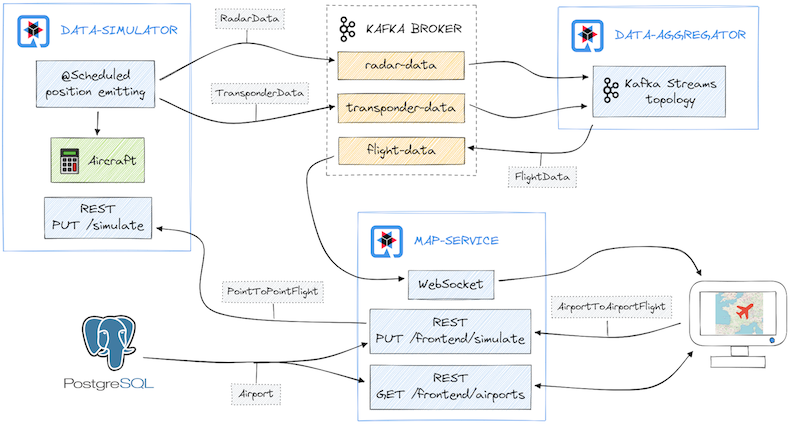 DATA-SIMULATOR
@Scheduled
position emitting
Aircraft
REST
PUT /simulate
RadarData
TransponderData
KAFKA BROKER
radar-data
transponder-data
flight-data
DATA-AGGREGATOR
Kafka Streams
topology
FlightData
MAP-SERVICE
WebSocket
PointToPointFlight
REST
PUT /frontend/simulate
AirportToAirportFlight
REST
GET /frontend/airports
Airport
PostgreSQL